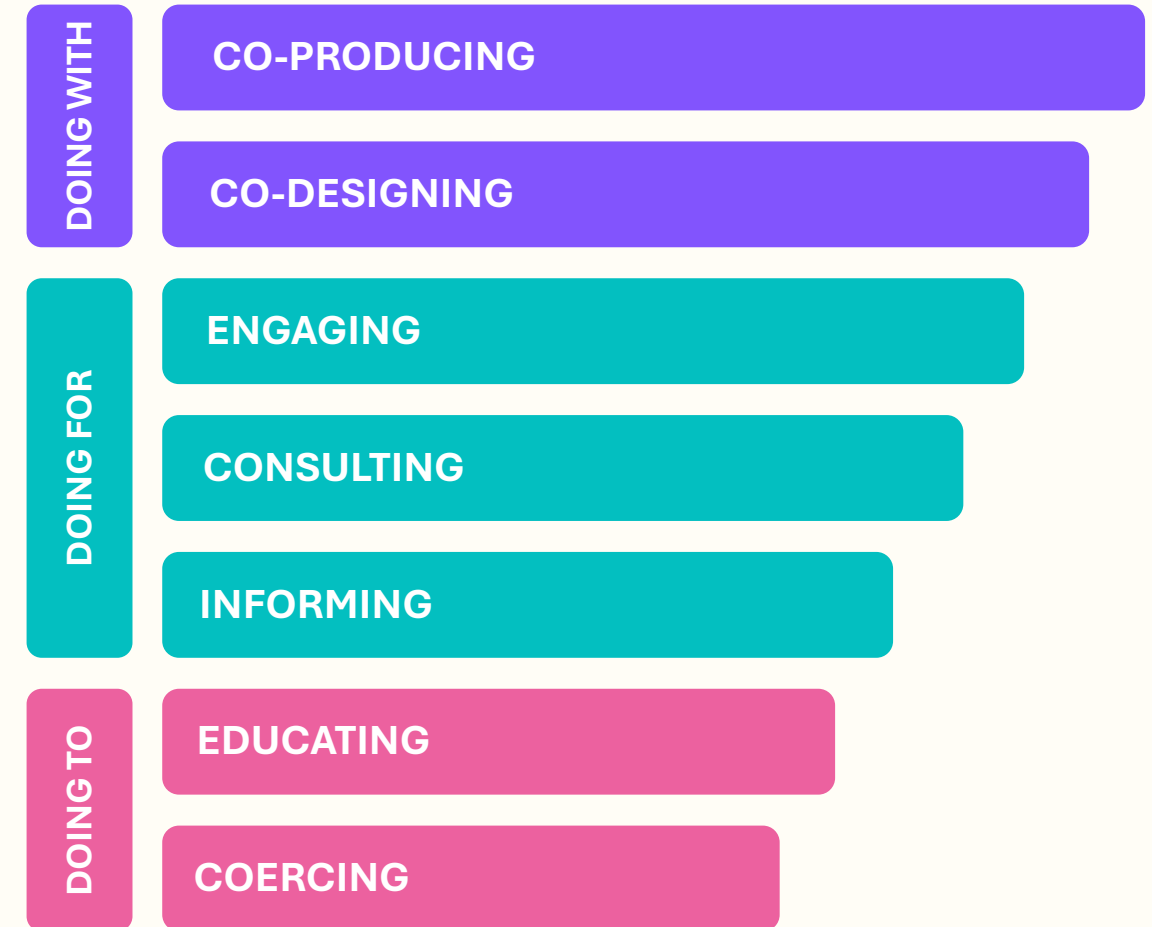 DOING WITH
CO-PRODUCING
CO-DESIGNING
DOING FOR
ENGAGING
CONSULTING
INFORMING
DOING TO
EDUCATING
COERCING